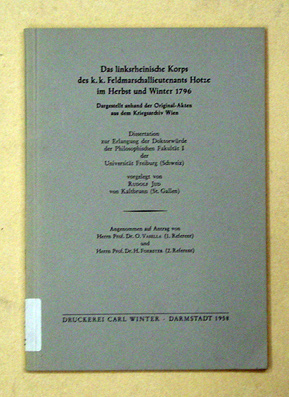 Das linksrheinische Korps
des k. k. Feldmarschallieutenants Hotze
im Herbst und Winter 1796
Dargestellt anhand der Original-Akten
aus dem Kriegsarchiv Wien
Dissertation
zur Erlangung der Doktorwürde
der Philosophischen Fakultät I
der
Universität Freiburg (Schweiz)
vorgelegt von
Rudolf Jud
von Kaltbrunn (St. Gallen)
Angenommen auf Antrag von
Herrn Prof. Dr. O. Vasella (1. Referent)
und
Herrn Prof. Dr. H. Foerster (2. Referent)
DRUCKEREI CARL WINTER · DARMSTADT 1958